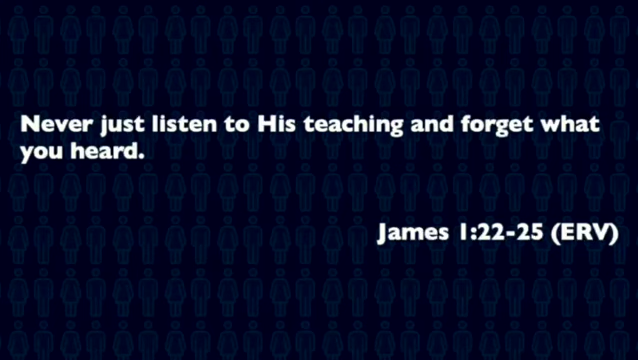 Never just listen to His teaching and forget what
you heard.
James 1:22-25 (ERV)